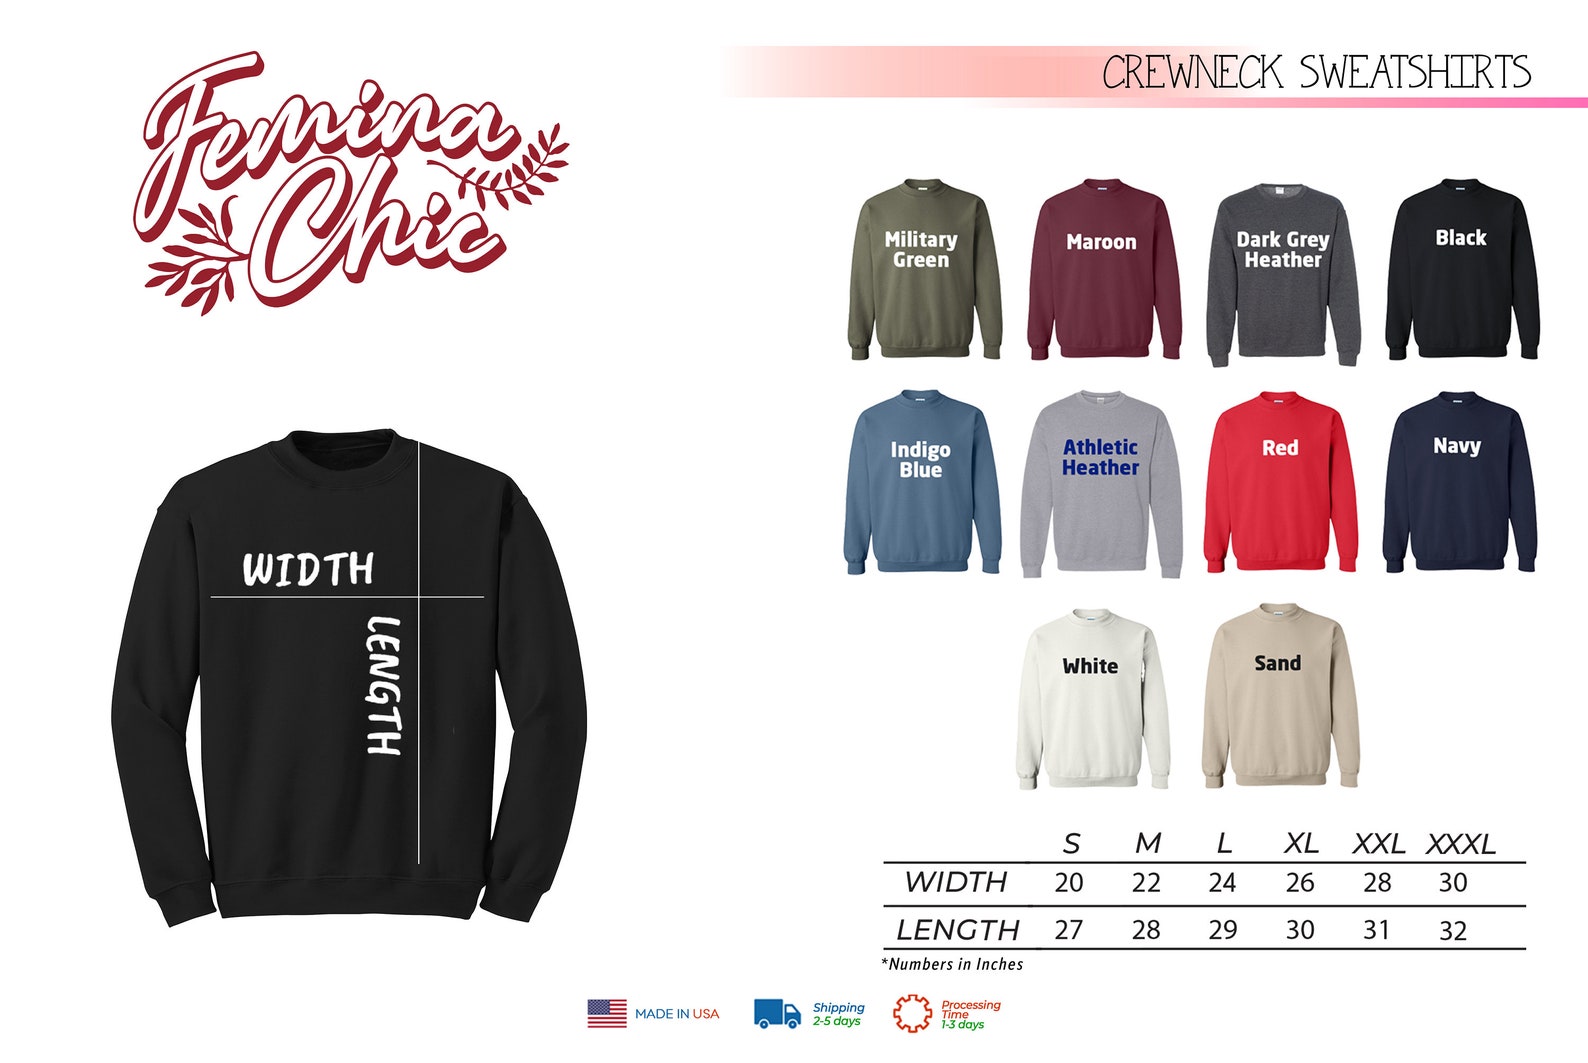 Femina
Chic
CREWNECK SWEATSHIRTS
Military
Green
Maroon
Dark Grey
Heather
Black
Indigo
Blue
Athletic
Heather
Red
Navy
White
Sand
WIDTH
LENGTH
S M L XL XXL XXXL
WIDTH 20 22 24 26 28 30
LENGTH 27 28 29 30 31 32
*Numbers in Inches
MADE IN USA
Shipping
2-5 days
Processing
Time
1-3 days